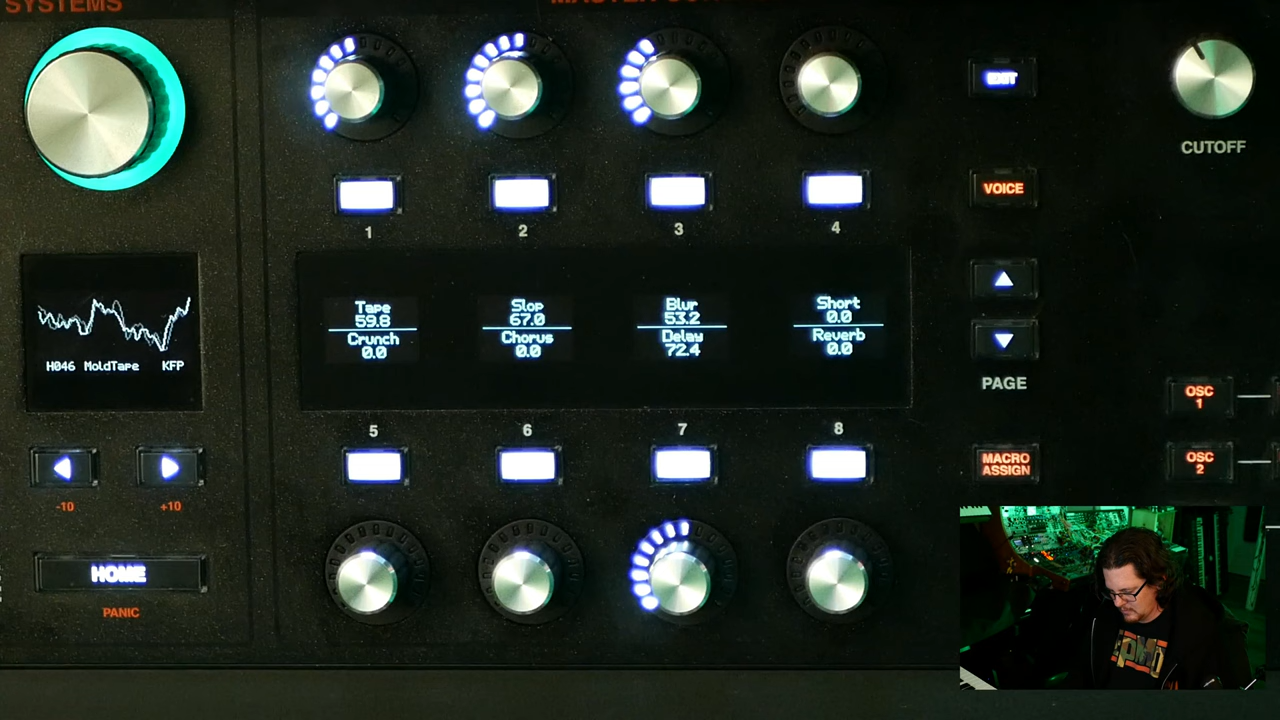 SYSTEMS
EXIT
CUTOFF
VOICE
1
2
3
4
Tape
59.8
Crunch
0.0
Slop
67.0
Chorus
0.0
Blur
53.2
Delay
72.4
Short
0.0
Reverb
0.0
H046 MoldTape KFP
PAGE
OSC
1
5
6
7
8
MACRO
ASSIGN
OSC
2
-10
+10
HOME
PANIC